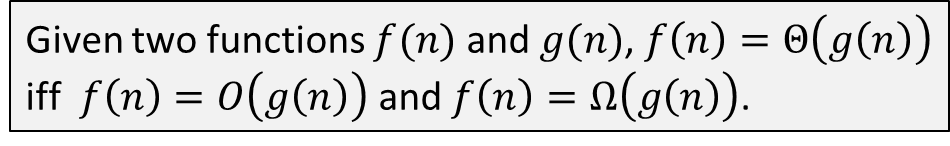 Given two functions 𝑓(𝑛) and 𝑔(𝑛), 𝑓(𝑛) = Θ(𝑔(𝑛))
iff 𝑓(𝑛) = 𝑂(𝑔(𝑛)) and 𝑓(𝑛) = Ω(𝑔(𝑛)).